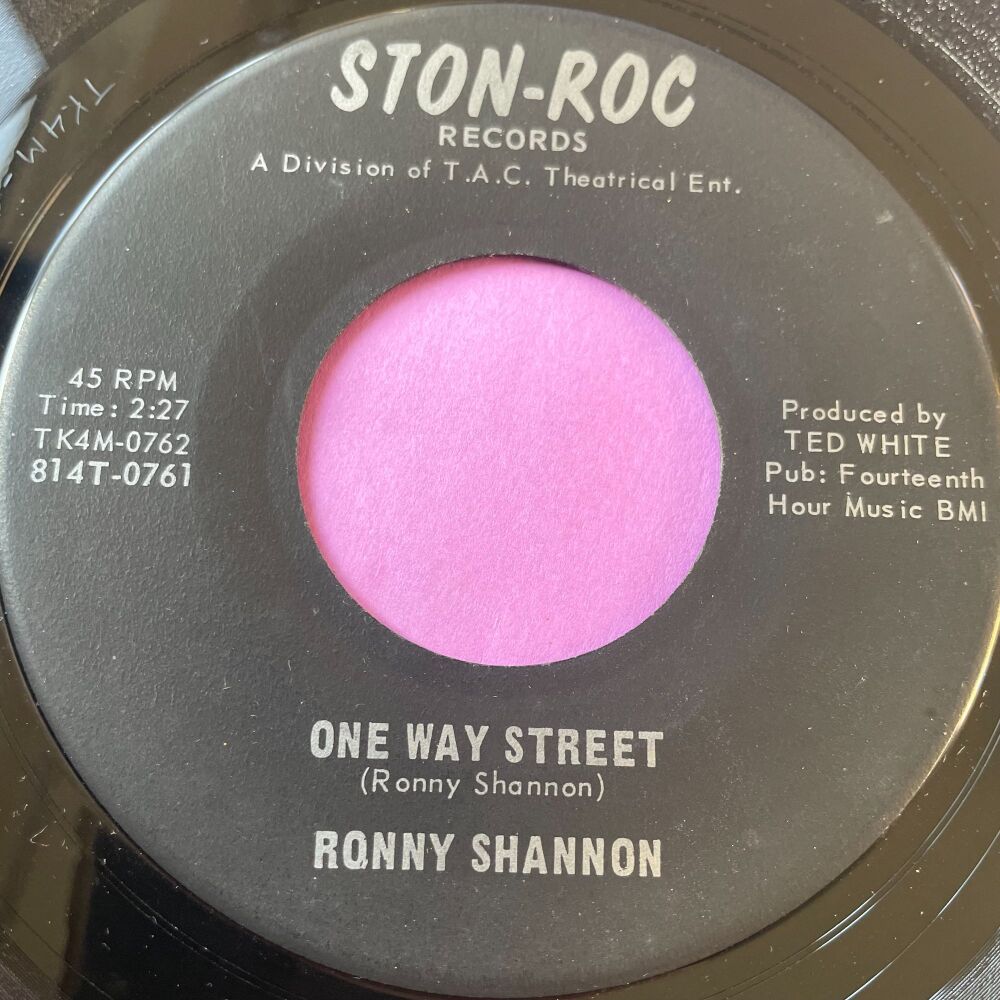 STON-ROC
RECORDS
A Division of T.A.C. Theatrical Ent.
45 RPM
Time: 2:27
TK4M-0762
814T-0761
Produced by
TED WHITE
Pub: Fourteenth
Hour Music BMI
ONE WAY STREET
(Ronny Shannon)
RONNY SHANNON
TK4M-